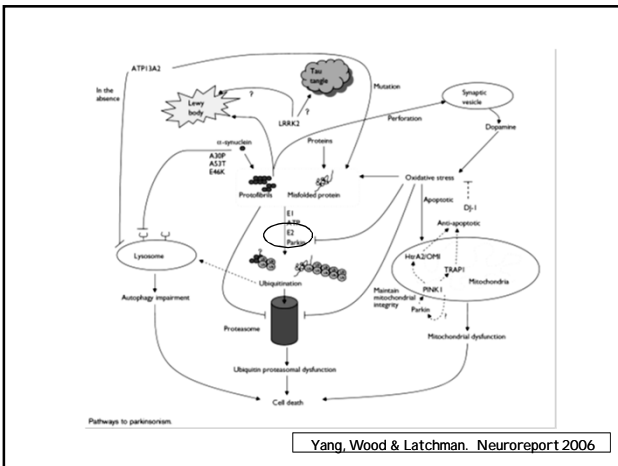 ATP13A2
Tau
tangle
In the
absence
?
Mutation
Synaptic
vesicle
Lewy
body
?
LRRK2
Perforation
Dopamine
α-synuclein
Proteins
A30P
A53T
E46K
Protofibrils
Misfolded protein
Oxidative stress
Apoptotic
DJ-1
E1
ATP
E2
Parkin
Anti-apoptotic
Lysosome
HtrA2/OMI
TRAP1
Mitochondria
Ubiquitination
PINK1
Autophagy impairment
Maintain
mitochondrial
integrity
Parkin
?
Proteasome
Mitochondrial dysfunction
Ubiquitin proteasomal dysfunction
Cell death
Pathways to parkinsonism.
Yang, Wood & Latchman. Neuroreport 2006